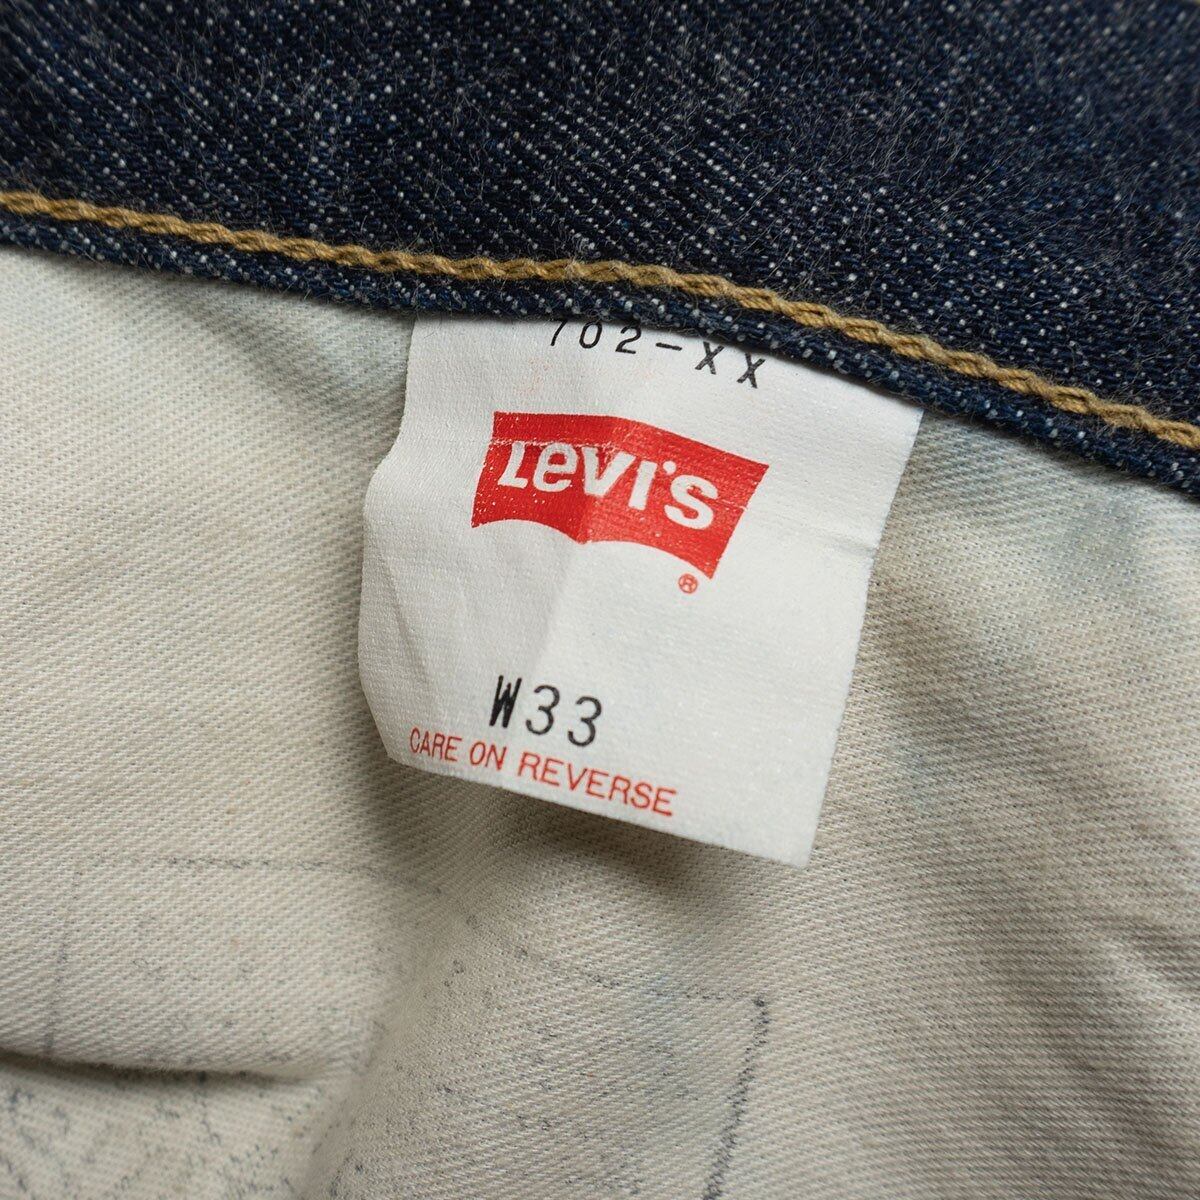 702-XX
Levi's
®
W33
CARE ON REVERSE